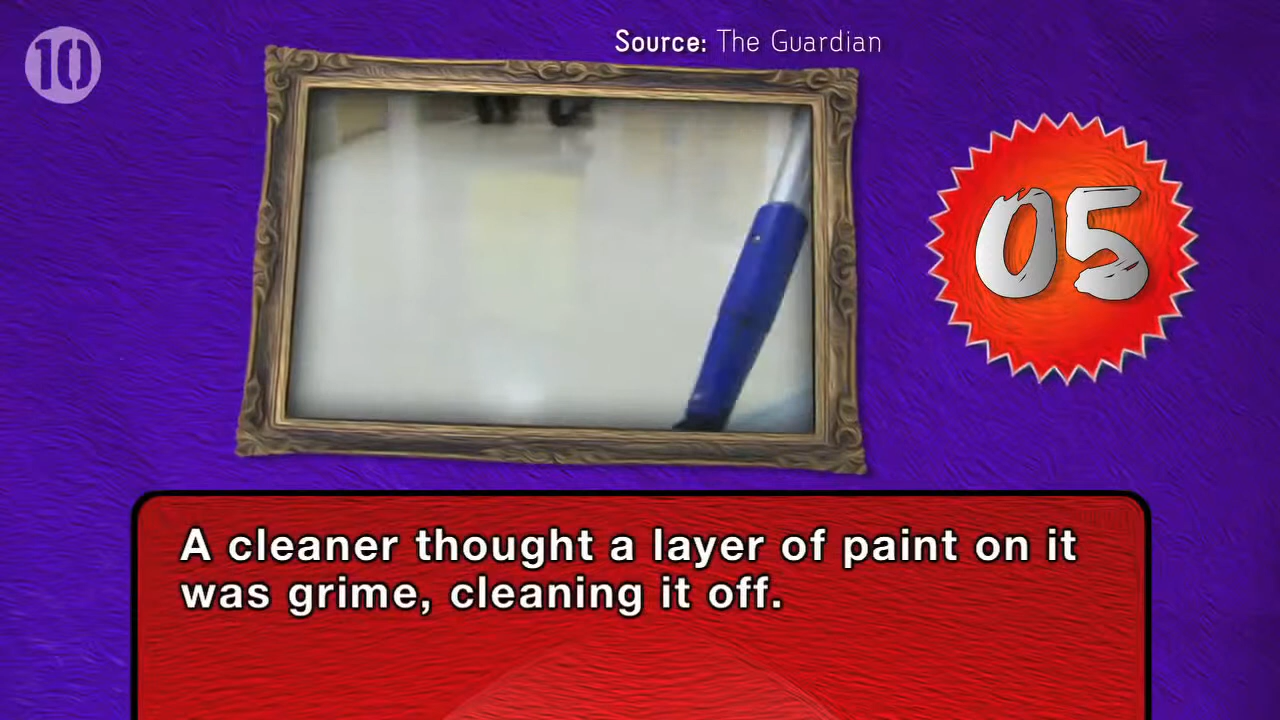 10
Source: The Guardian
05
A cleaner thought a layer of paint on it
was grime, cleaning it off.